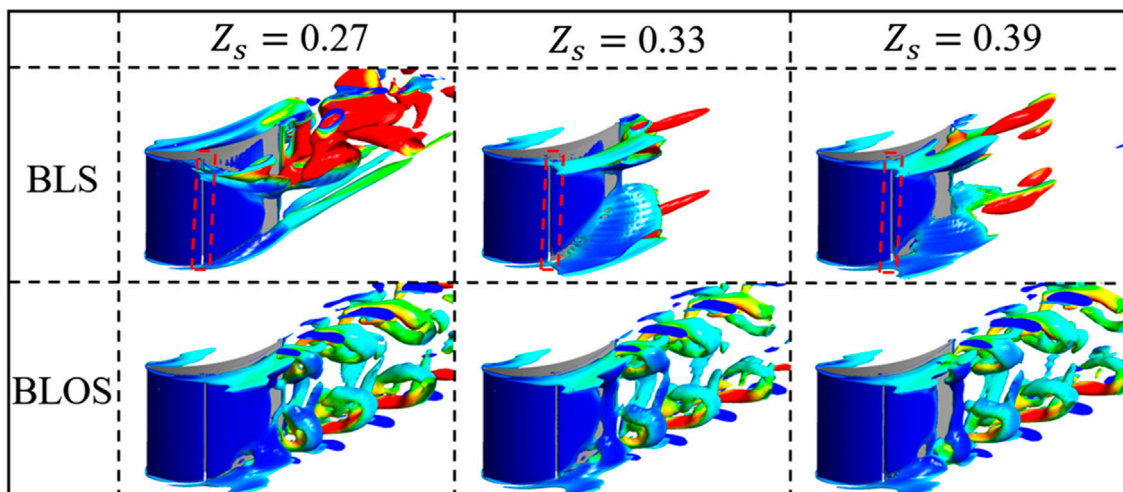 Z_s = 0.27 Z_s = 0.33 Z_s = 0.39
BLS
BLOS